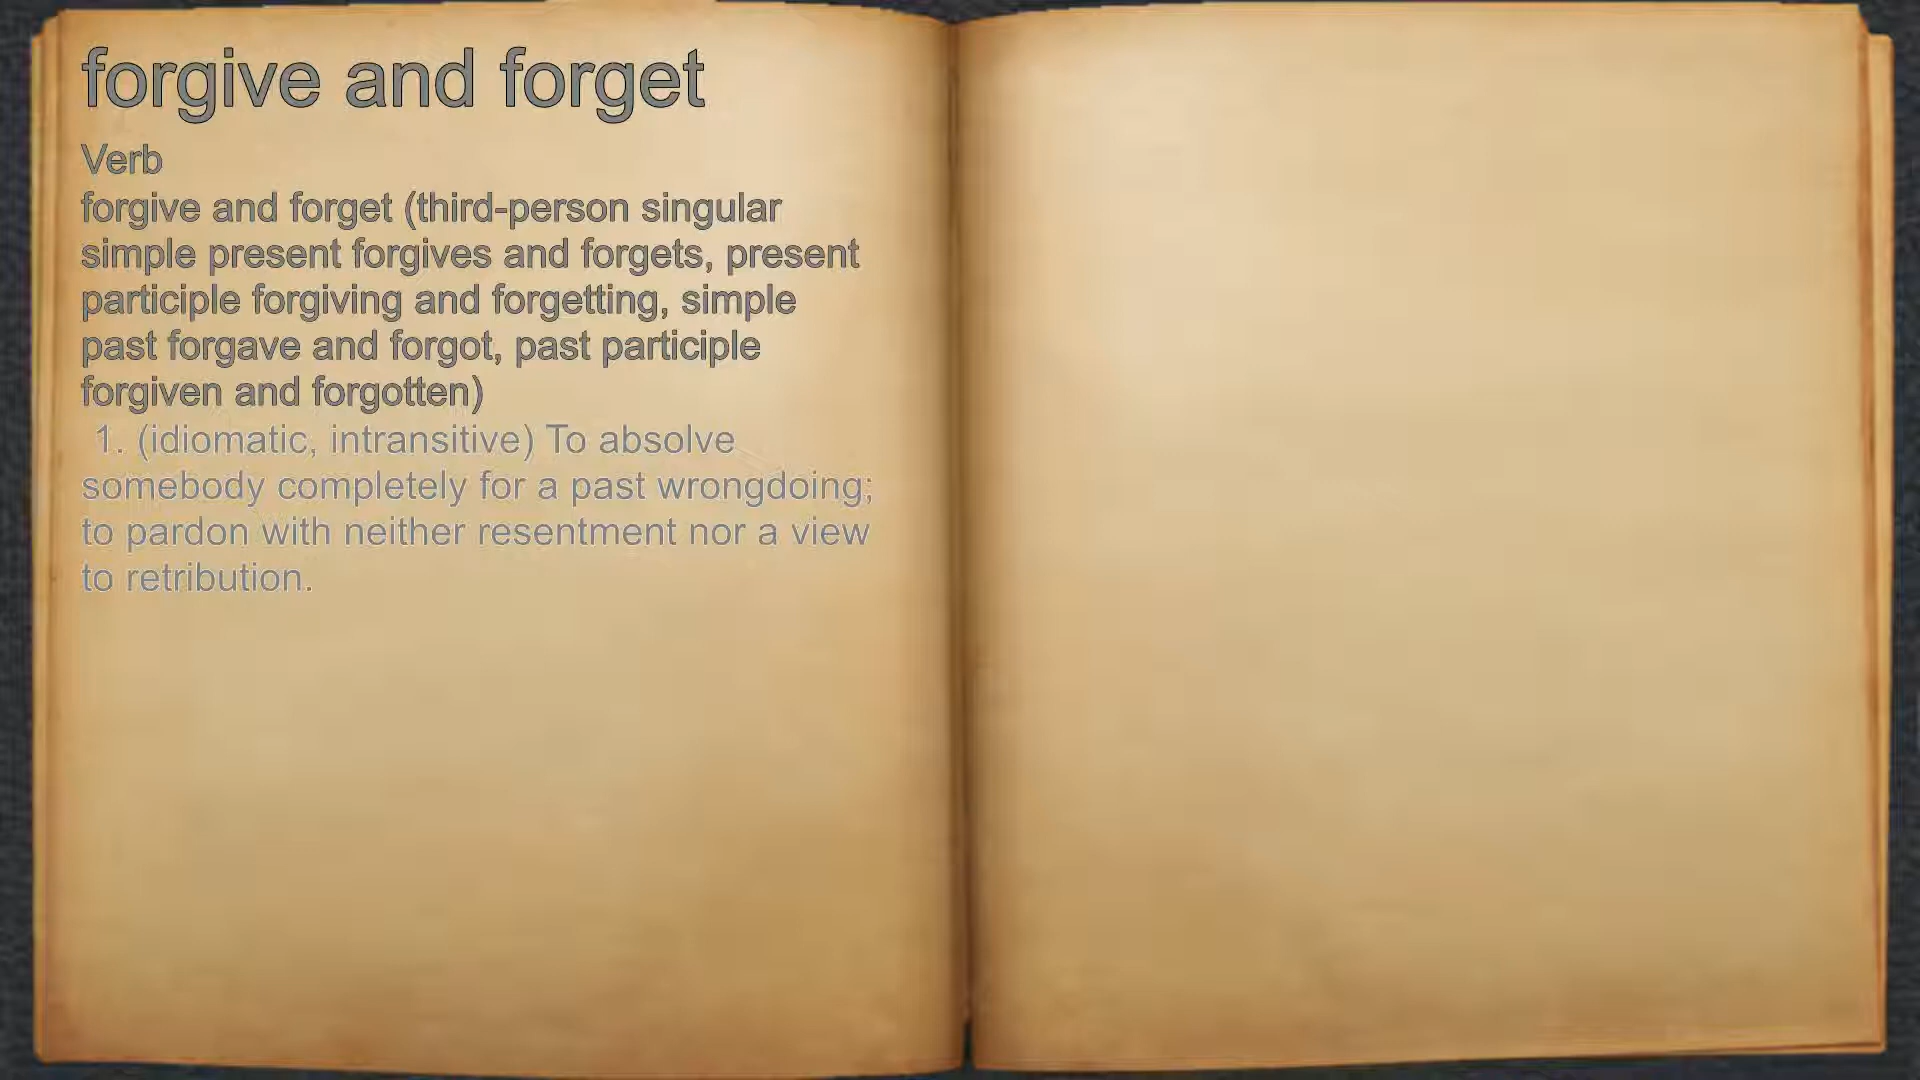 forgive and forget
Verb
forgive and forget (third-person singular
simple present forgives and forgets, present
participle forgiving and forgetting, simple
past forgave and forgot, past participle
forgiven and forgotten)
1. (idiomatic, intransitive) To absolve
somebody completely for a past wrongdoing;
to pardon with neither resentment nor a view
to retribution.